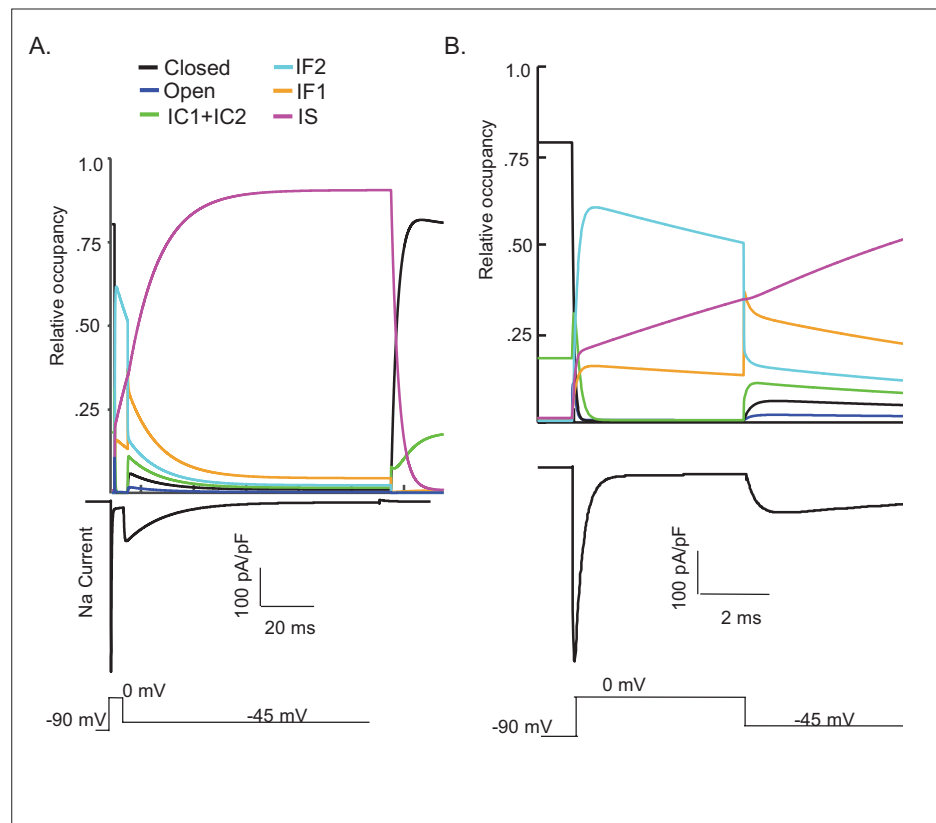 A.
Closed
Open
IC1+IC2
IF2
IF1
IS
1.0
.75
.50
.25
Relative occupancy
Na Current
100 pA/pF
20 ms
0 mV
-90 mV
-45 mV
B.
1.0
.75
.50
.25
Relative occupancy
100 pA/pF
2 ms
0 mV
-90 mV
-45 mV